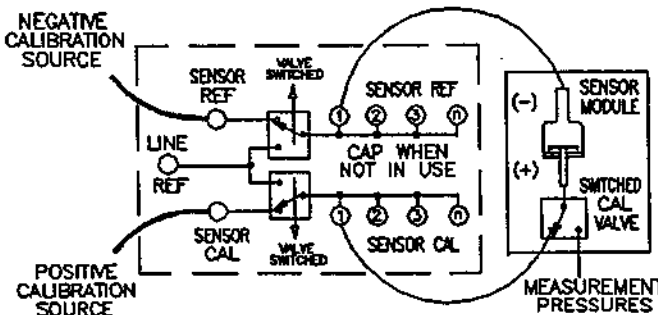 NEGATIVE
CALIBRATION
SOURCE
SENSOR
REF
VALVE
SWITCHED
SENSOR REF
1 2 3 n
CAP WHEN
NOT IN USE
LINE
REF
1 2 3 n
SENSOR CAL
SENSOR
CAL
VALVE
SWITCHED
POSITIVE
CALIBRATION
SOURCE
(-)
SENSOR
MODULE
(+)
SWITCHED
CAL
VALVE
MEASUREMENT
PRESSURES